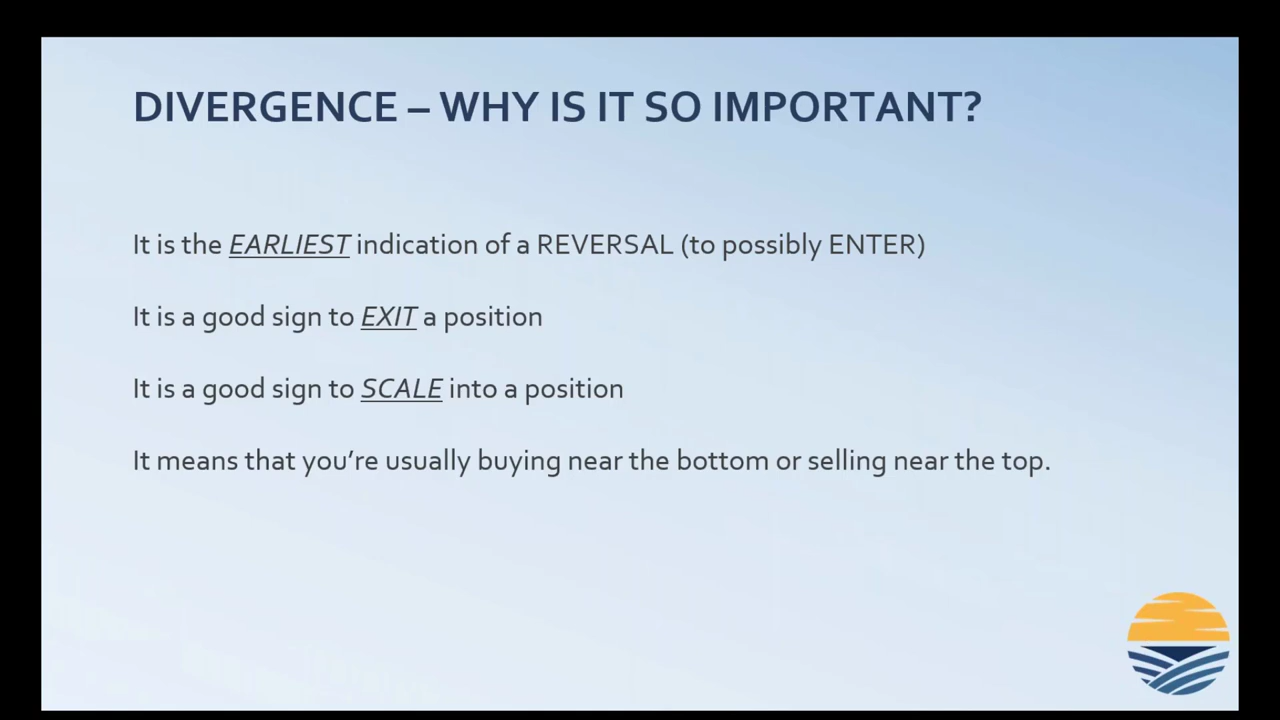 DIVERGENCE – WHY IS IT SO IMPORTANT?
It is the EARLIEST indication of a REVERSAL (to possibly ENTER)
It is a good sign to EXIT a position
It is a good sign to SCALE into a position
It means that you’re usually buying near the bottom or selling near the top.